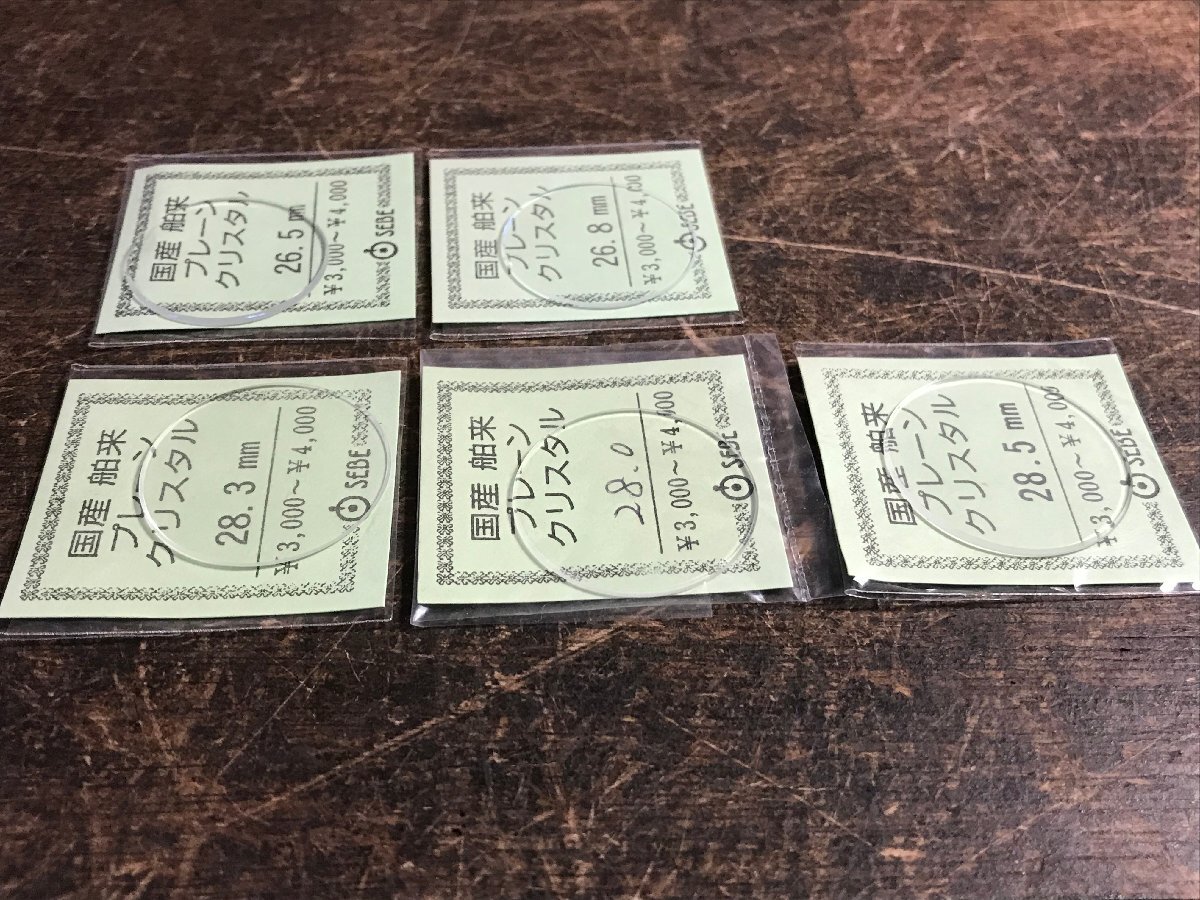 国産 舶来
プレーン
クリスタル
26.5 mm
¥3,000～¥4,000
SEBE
国産 舶来
プレーン
クリスタル
26.8 mm
¥3,000～¥4,000
SEBE
国産 舶来
プレーン
クリスタル
28.3 mm
¥3,000～¥4,000
SEBE
国産 舶来
プレーン
クリスタル
28.0
¥3,000～¥4,000
SEBE
国産 舶来
プレーン
クリスタル
28.5 mm
¥3,000～¥4,000
SEBE